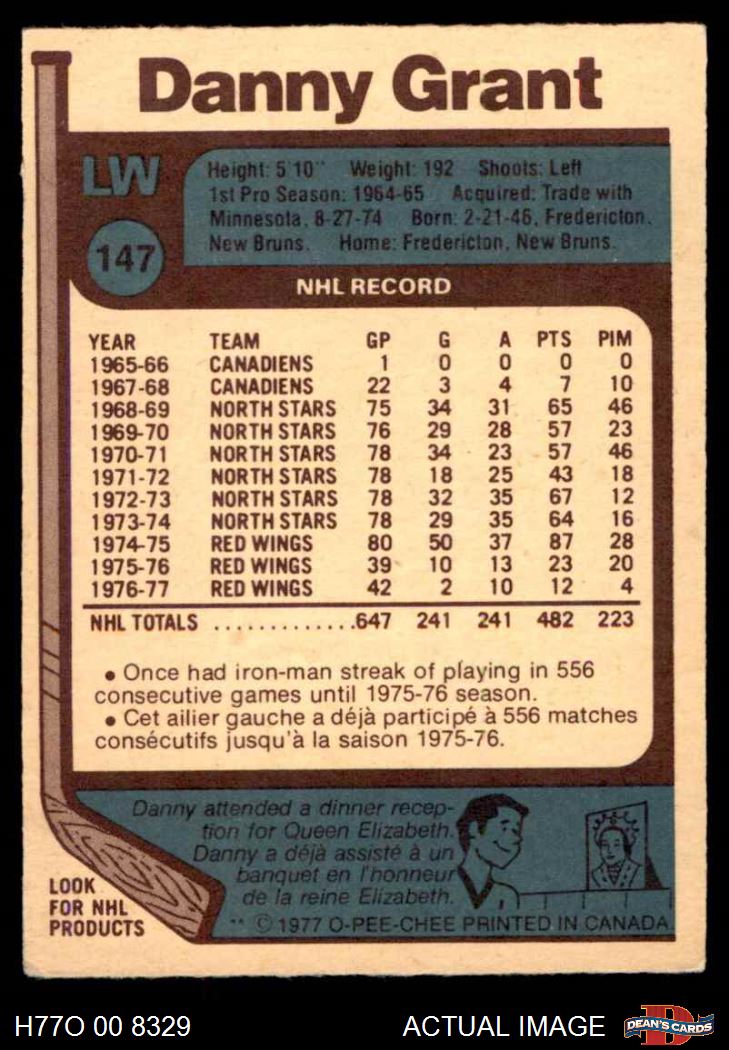 Danny Grant
LW
Height: 5'10" Weight: 192 Shoots: Left
1st Pro Season: 1964-65 Acquired: Trade with
Minnesota, 8-27-74 Born: 2-21-46, Fredericton,
New Bruns. Home: Fredericton, New Bruns.
147
NHL RECORD
YEAR TEAM GP G A PTS PIM
1965-66 CANADIENS 1 0 0 0 0
1967-68 CANADIENS 22 3 4 7 10
1968-69 NORTH STARS 75 34 31 65 46
1969-70 NORTH STARS 76 29 28 57 23
1970-71 NORTH STARS 78 34 23 57 46
1971-72 NORTH STARS 78 18 25 43 18
1972-73 NORTH STARS 78 32 35 67 12
1973-74 NORTH STARS 78 29 35 64 16
1974-75 RED WINGS 80 50 37 87 28
1975-76 RED WINGS 39 10 13 23 20
1976-77 RED WINGS 42 2 10 12 4
NHL TOTALS .............647 241 241 482 223
• Once had iron-man streak of playing in 556
consecutive games until 1975-76 season.
• Cet ailier gauche a déjà participé à 556 matches
consécutifs jusqu'à la saison 1975-76.
Danny attended a dinner recep-
tion for Queen Elizabeth.
Danny a déjà assisté à un
banquet en l'honneur
de la reine Elizabeth.
LOOK
FOR NHL
PRODUCTS
** © 1977 O-PEE-CHEE PRINTED IN CANADA
H77O 00 8329
ACTUAL IMAGE
D
DEAN'S CARDS